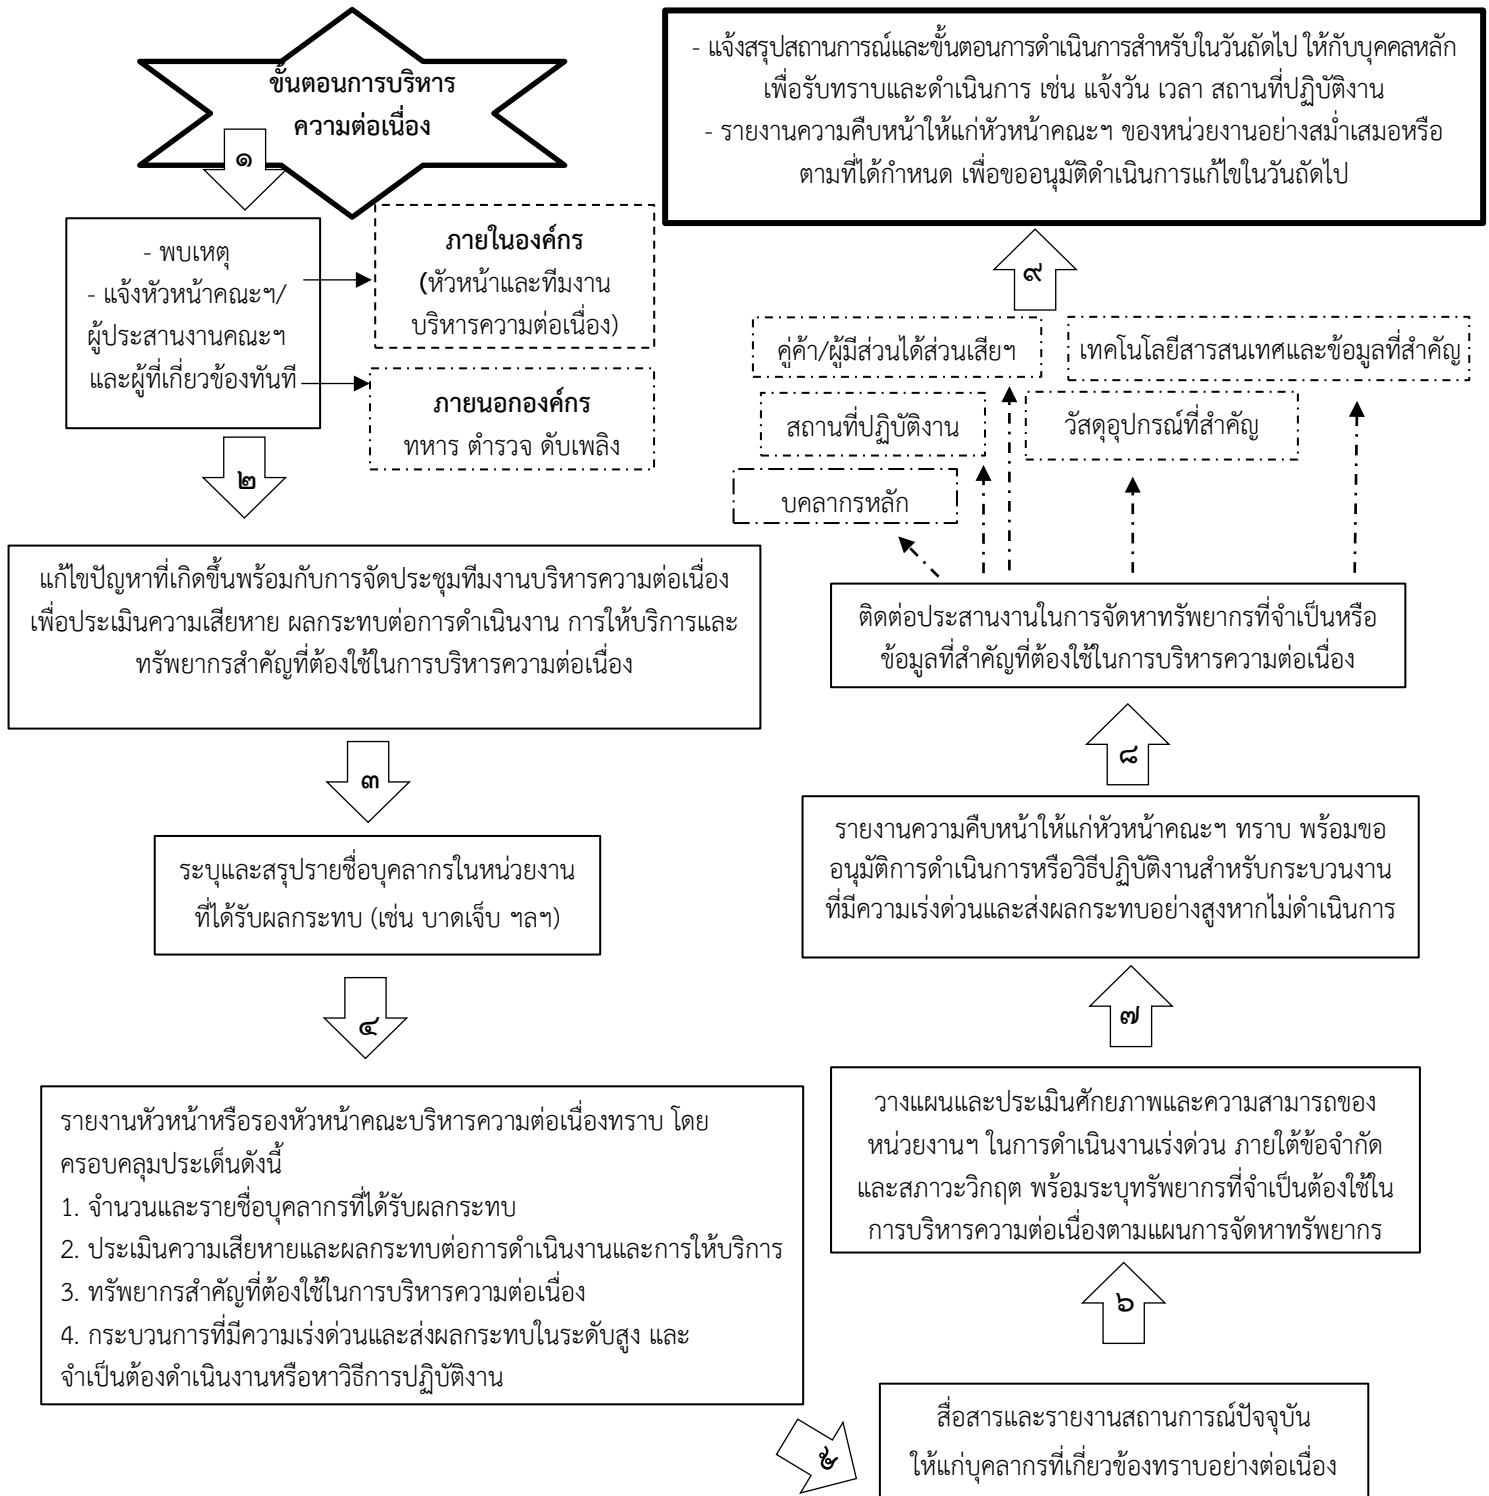 ขั้นตอนการบริหาร
ความต่อเนื่อง
๑
- พบเหตุ
- แจ้งหัวหน้าคณะฯ/
ผู้ประสานงานคณะฯ
และผู้ที่เกี่ยวข้องทันที
ภายในองค์กร
(หัวหน้าและทีมงาน
บริหารความต่อเนื่อง)
ภายนอกองค์กร
ทหาร ตำรวจ ดับเพลิง
๒
แก้ไขปัญหาที่เกิดขึ้นพร้อมกับการจัดประชุมทีมงานบริหารความต่อเนื่อง
เพื่อประเมินความเสียหาย ผลกระทบต่อการดำเนินงาน การให้บริการและ
ทรัพยากรสำคัญที่ต้องใช้ในการบริหารความต่อเนื่อง
๓
ระบุและสรุปรายชื่อบุคลากรในหน่วยงาน
ที่ได้รับผลกระทบ (เช่น บาดเจ็บ ฯลฯ)
๔
รายงานหัวหน้าหรือรองหัวหน้าคณะบริหารความต่อเนื่องทราบ โดย
ครอบคลุมประเด็นดังนี้
1. จำนวนและรายชื่อบุคลากรที่ได้รับผลกระทบ
2. ประเมินความเสียหายและผลกระทบต่อการดำเนินงานและการให้บริการ
3. ทรัพยากรสำคัญที่ต้องใช้ในการบริหารความต่อเนื่อง
4. กระบวนการที่มีความเร่งด่วนและส่งผลกระทบในระดับสูง และ
จำเป็นต้องดำเนินงานหรือหาวิธีการปฏิบัติงาน
๕
สื่อสารและรายงานสถานการณ์ปัจจุบัน
ให้แก่บุคลากรที่เกี่ยวข้องทราบอย่างต่อเนื่อง
๖
วางแผนและประเมินศักยภาพและความสามารถของ
หน่วยงานฯ ในการดำเนินงานเร่งด่วน ภายใต้ข้อจำกัด
และสภาวะวิกฤต พร้อมระบุทรัพยากรที่จำเป็นต้องใช้ใน
การบริหารความต่อเนื่องตามแผนการจัดหาทรัพยากร
๗
รายงานความคืบหน้าให้แก่หัวหน้าคณะฯ ทราบ พร้อมขอ
อนุมัติการดำเนินการหรือวิธีปฏิบัติงานสำหรับกระบวนงาน
ที่มีความเร่งด่วนและส่งผลกระทบอย่างสูงหากไม่ดำเนินการ
๘
ติดต่อประสานงานในการจัดหาทรัพยากรที่จำเป็นหรือ
ข้อมูลที่สำคัญที่ต้องใช้ในการบริหารความต่อเนื่อง
บคลากรหลัก
สถานที่ปฏิบัติงาน
วัสดุอุปกรณ์ที่สำคัญ
คู่ค้า/ผู้มีส่วนได้ส่วนเสียฯ
เทคโนโลยีสารสนเทศและข้อมูลที่สำคัญ
๙
- แจ้งสรุปสถานการณ์และขั้นตอนการดำเนินการสำหรับในวันถัดไป ให้กับบุคคลหลัก
เพื่อรับทราบและดำเนินการ เช่น แจ้งวัน เวลา สถานที่ปฏิบัติงาน
- รายงานความคืบหน้าให้แก่หัวหน้าคณะฯ ของหน่วยงานอย่างสม่ำเสมอหรือ
ตามที่ได้กำหนด เพื่อขออนุมัติดำเนินการแก้ไขในวันถัดไป